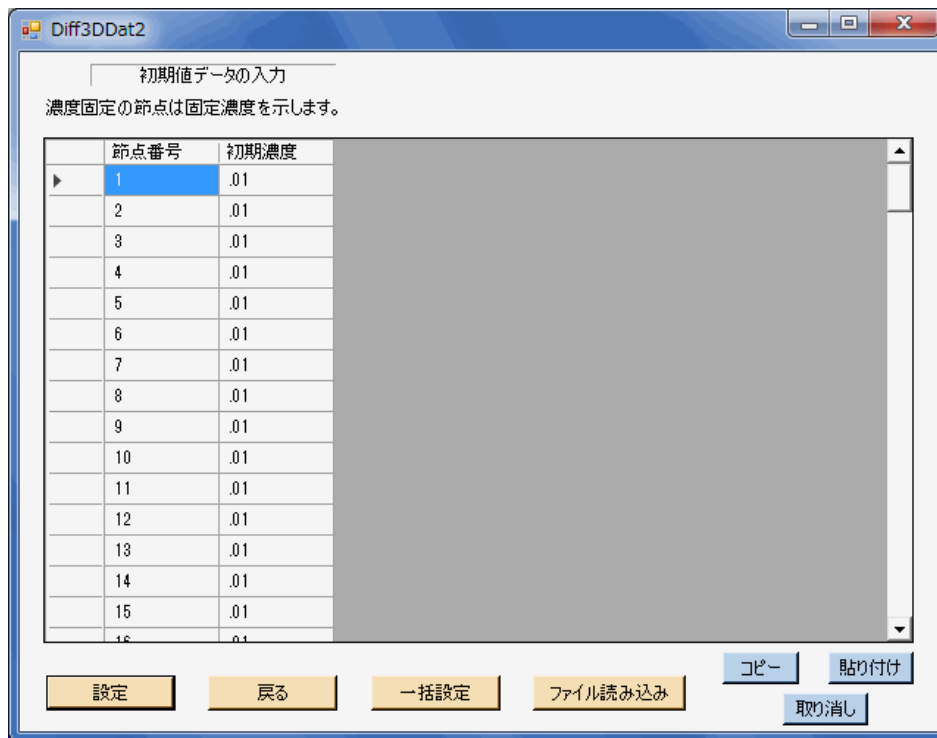 Diff3DDat2
初期値データの入力
濃度固定の節点は固定濃度を示します。
節点番号 初期濃度
1 .01
2 .01
3 .01
4 .01
5 .01
6 .01
7 .01
8 .01
9 .01
10 .01
11 .01
12 .01
13 .01
14 .01
15 .01
16 .01
コピー 貼り付け
設定 戻る 一括設定 ファイル読み込み
取り消し